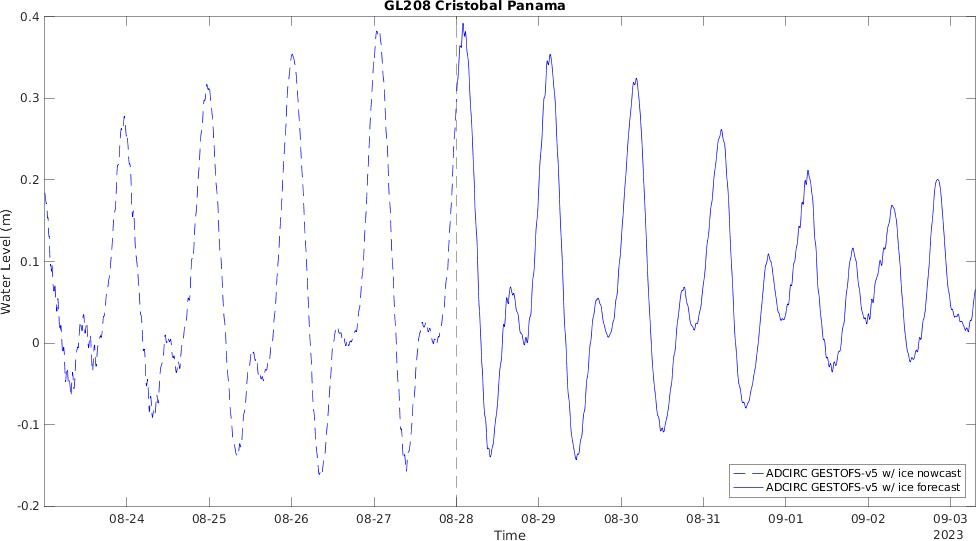 GL208 Cristobal Panama
0.4
0.3
0.2
0.1
0
-0.1
-0.2
Water Level (m)
08-24 08-25 08-26 08-27 08-28 08-29 08-30 08-31 09-01 09-02 09-03
2023
Time
ADCIRC GESTOFS-v5 w/ ice nowcast
ADCIRC GESTOFS-v5 w/ ice forecast